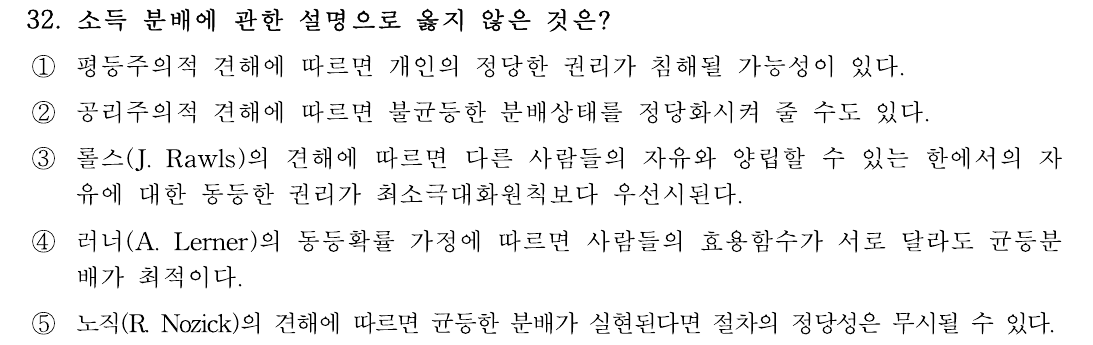 32. 소득 분배에 관한 설명으로 옳지 않은 것은?
① 평등주의적 견해에 따르면 개인의 정당한 권리가 침해될 가능성이 있다.
② 공리주의적 견해에 따르면 불균등한 분배상태를 정당화시켜 줄 수도 있다.
③ 롤스(J. Rawls)의 견해에 따르면 다른 사람들의 자유와 양립할 수 있는 한에서의 자
유에 대한 동등한 권리가 최소극대화원칙보다 우선시된다.
④ 러너(A. Lerner)의 동등확률 가정에 따르면 사람들의 효용함수가 서로 달라도 균등분
배가 최적이다.
⑤ 노직(R. Nozick)의 견해에 따르면 균등한 분배가 실현된다면 절차의 정당성은 무시될 수 있다.